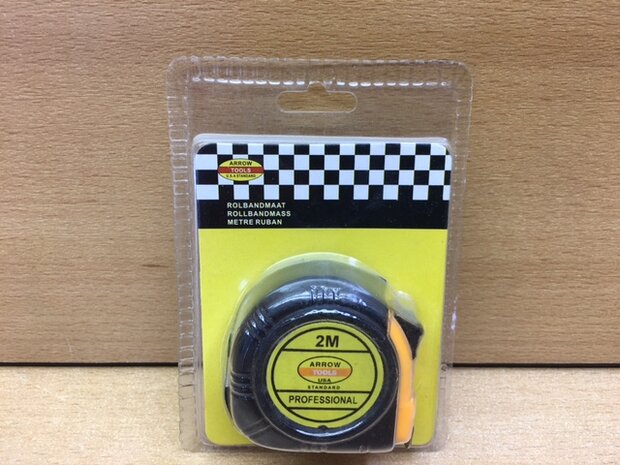 ARROW
TOOLS
U.S.A STANDARD
ROLBANDMAAT
ROLLBANDMASS
METRE RUBAN
2M
ARROW
TOOLS
USA
STANDARD
PROFESSIONAL